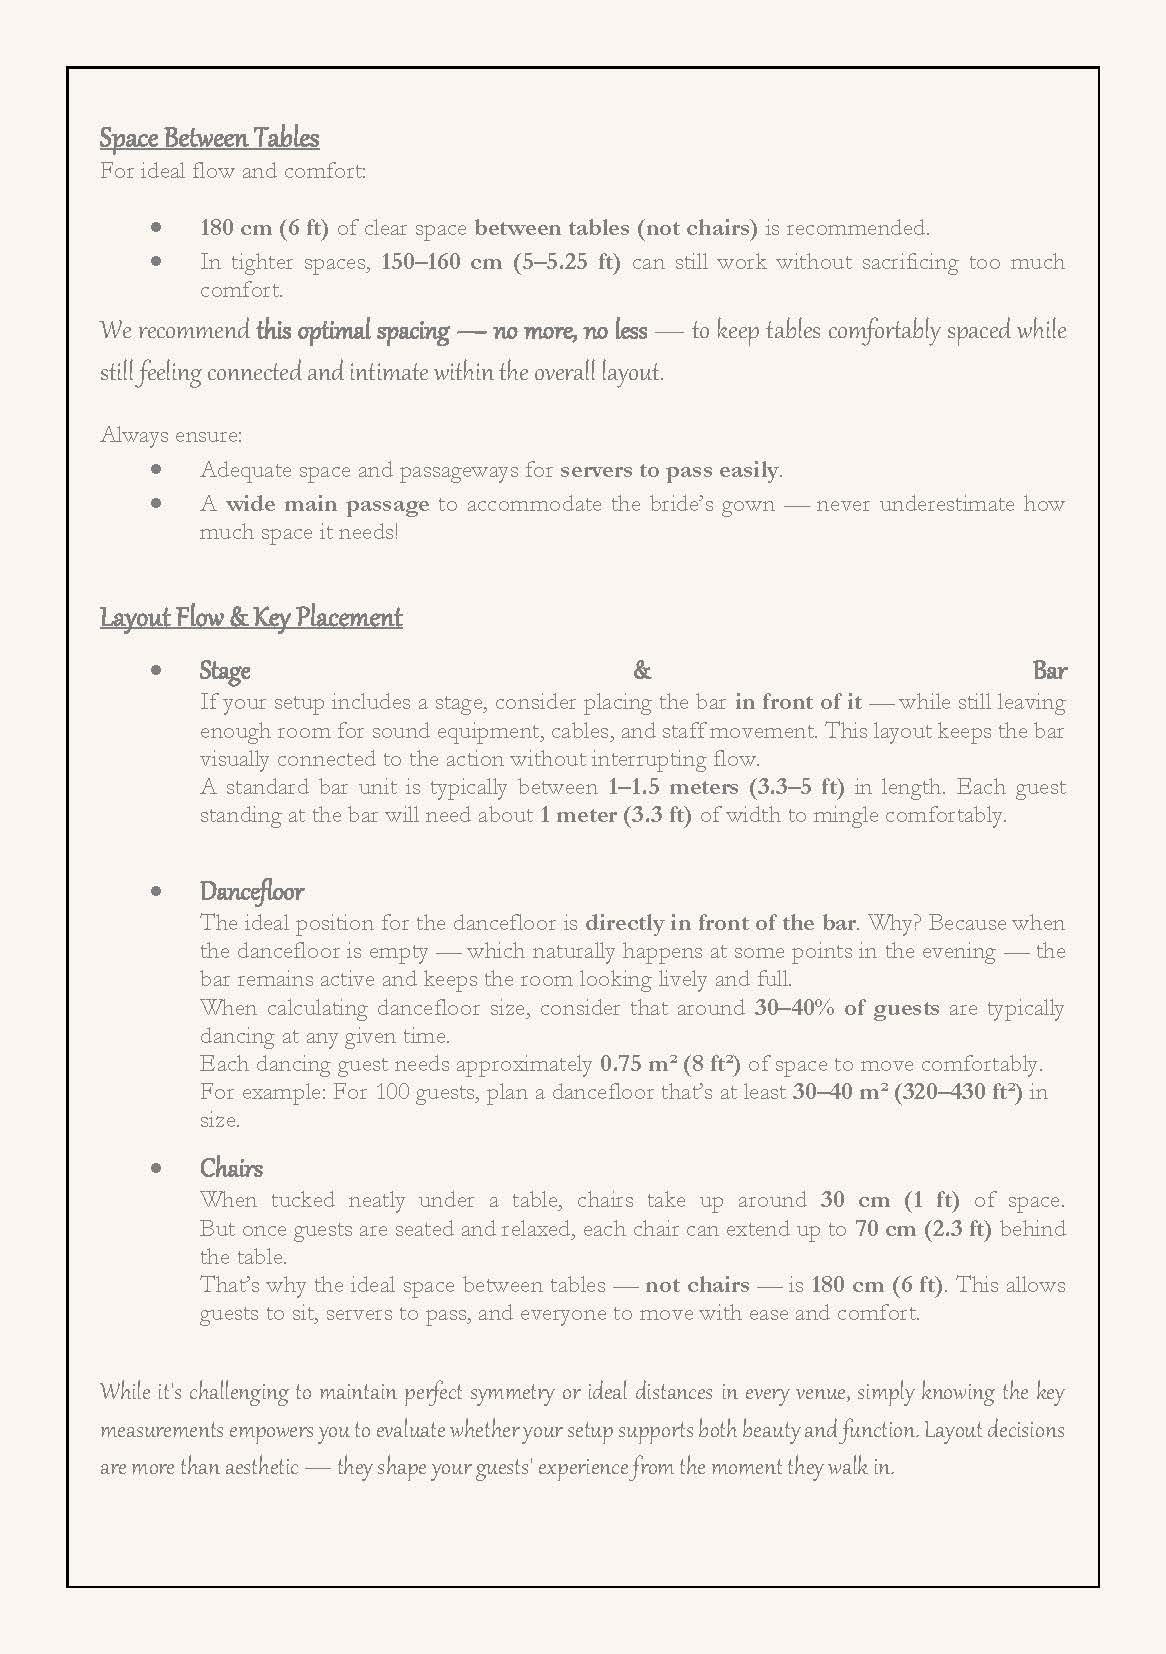 Space Between Tables
For ideal flow and comfort:
• 180 cm (6 ft) of clear space between tables (not chairs) is recommended.
• In tighter spaces, 150–160 cm (5–5.25 ft) can still work without sacrificing too much
comfort.
We recommend this optimal spacing — no more, no less — to keep tables comfortably spaced while
still feeling connected and intimate within the overall layout.
Always ensure:
• Adequate space and passageways for servers to pass easily.
• A wide main passage to accommodate the bride’s gown — never underestimate how
much space it needs!
Layout Flow & Key Placement
• Stage & Bar
If your setup includes a stage, consider placing the bar in front of it — while still leaving
enough room for sound equipment, cables, and staff movement. This layout keeps the bar
visually connected to the action without interrupting flow.
A standard bar unit is typically between 1–1.5 meters (3.3–5 ft) in length. Each guest
standing at the bar will need about 1 meter (3.3 ft) of width to mingle comfortably.
• Dancefloor
The ideal position for the dancefloor is directly in front of the bar. Why? Because when
the dancefloor is empty — which naturally happens at some points in the evening — the
bar remains active and keeps the room looking lively and full.
When calculating dancefloor size, consider that around 30–40% of guests are typically
dancing at any given time.
Each dancing guest needs approximately 0.75 m² (8 ft²) of space to move comfortably.
For example: For 100 guests, plan a dancefloor that’s at least 30–40 m² (320–430 ft²) in
size.
• Chairs
When tucked neatly under a table, chairs take up around 30 cm (1 ft) of space.
But once guests are seated and relaxed, each chair can extend up to 70 cm (2.3 ft) behind
the table.
That’s why the ideal space between tables — not chairs — is 180 cm (6 ft). This allows
guests to sit, servers to pass, and everyone to move with ease and comfort.
While it's challenging to maintain perfect symmetry or ideal distances in every venue, simply knowing the key
measurements empowers you to evaluate whether your setup supports both beauty and function. Layout decisions
are more than aesthetic — they shape your guests' experience from the moment they walk in.